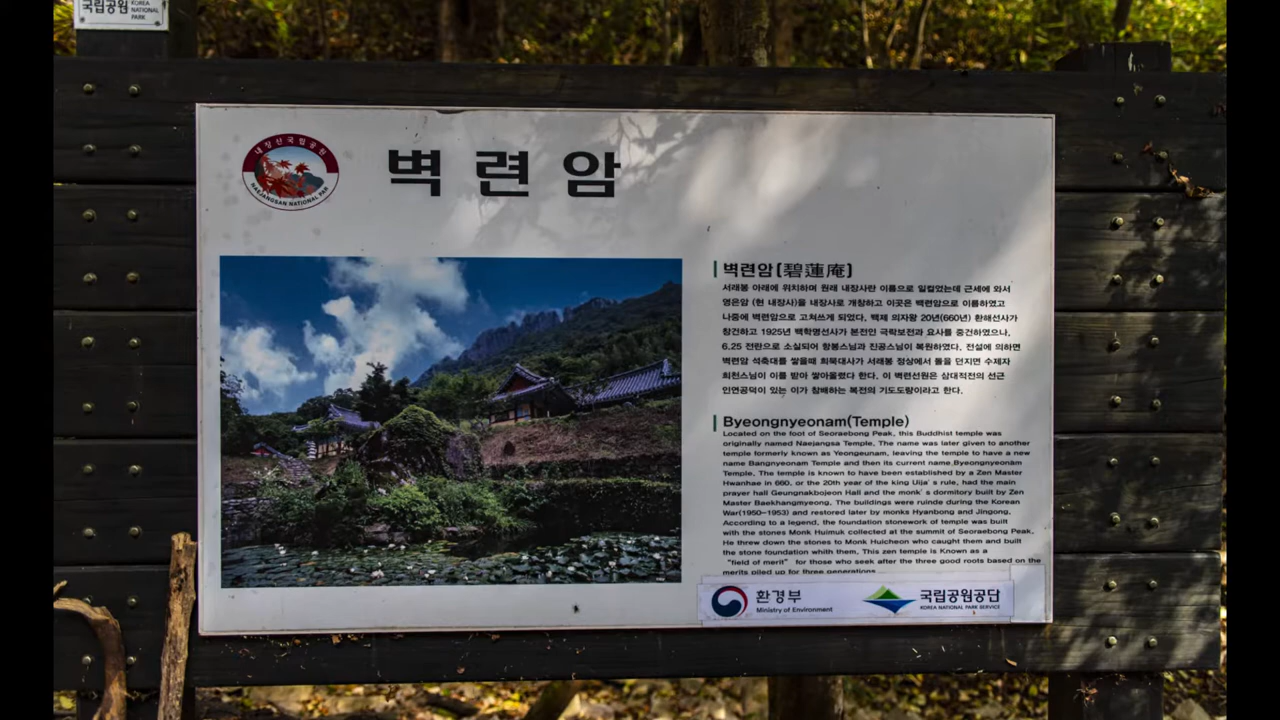 국립공원 KOREA NATIONAL PARK
내장산국립공원
NAEJANGSAN NATIONAL PAR
벽련암
벽련암[碧蓮庵]
서래봉 아래에 위치하며 원래 내장사란 이름으로 일컬었는데 근세에 와서
영은암 (현 내장사)을 내장사로 개창하고 이곳은 백련암으로 이름하였고
나중에 벽련암으로 고쳐쓰게 되었다. 백제 의자왕 20년(660년) 환해선사가
창건하고 1925년 백학명선사가 본전인 극락보전과 요사를 중건하였으나,
6.25 전란으로 소실되어 항봉스님과 진공스님이 복원하였다. 전설에 의하면
벽련암 석축대를 쌓을때 희묵대사가 서래봉 정상에서 돌을 던지면 수제자
희천스님이 이를 받아 쌓아올렸다 한다. 이 벽련선원은 삼대적전의 선근
인연공덕이 있는 이가 참배하는 복전의 기도도량이라고 한다.
Byeongnyeonam(Temple)
Located on the foot of Seoraebong Peak, this Buddhist temple was
originally named Naejangsa Temple. The name was later given to another
temple formerly known as Yeongeunam, leaving the temple to have a new
name Bangnyeonam Temple and then its current name Byeongnyeonam
Temple. The temple is known to have been established by a Zen Master
Hwanhae in 660, or the 20th year of the king Uija's rule, had the main
prayer hall Geungnakbojeon Hall and the monk's dormitory built by Zen
Master Baekhangmyeong. The buildings were ruinde during the Korean
War(1950~1953) and restored later by monks Hyanbong and Jingong.
According to a legend, the foundation stonework of temple was built
with the stones Monk Huimuk collected at the summit of Seoraebong Peak.
He threw down the stones to Monk Huicheon who caught them and built
the stone foundation whith them. This zen temple is Known as a
"field of merit" for those who seek after the three good roots based on the
merits piled up for three generations
환경부
Ministry of Environment
국립공원공단
KOREA NATIONAL PARK SERVICE